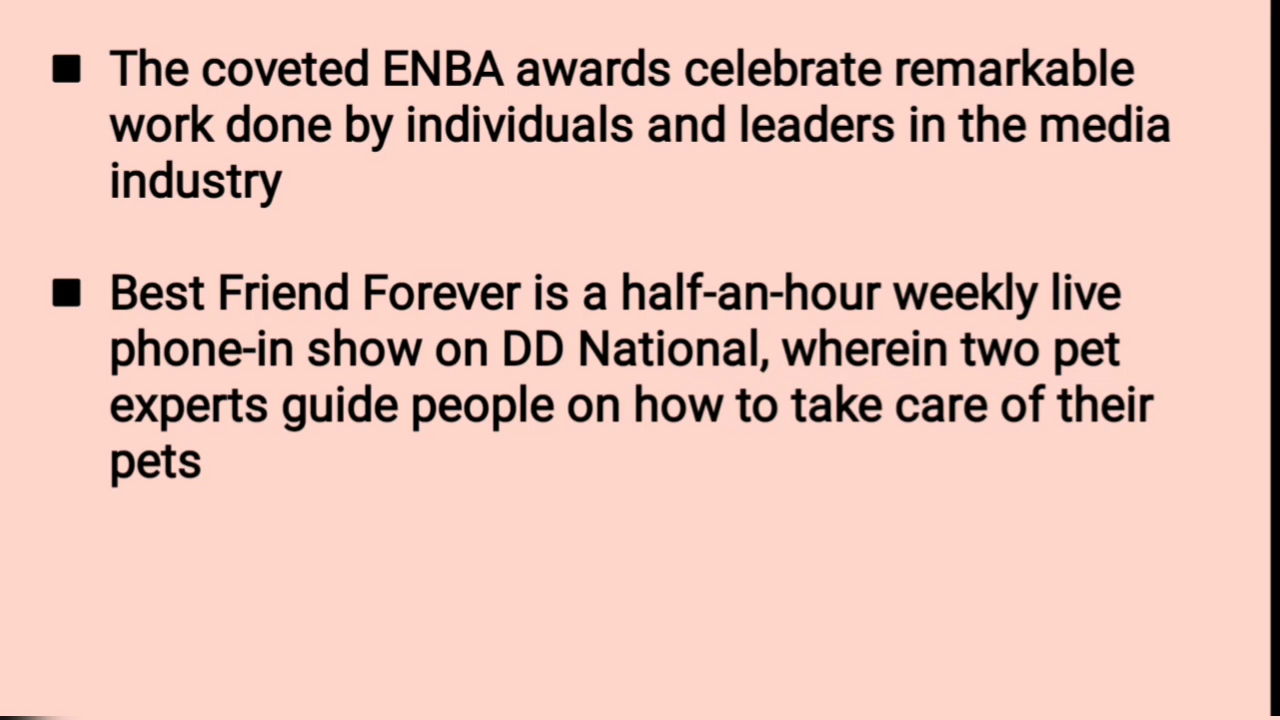 ■ The coveted ENBA awards celebrate remarkable
work done by individuals and leaders in the media
industry
■ Best Friend Forever is a half-an-hour weekly live
phone-in show on DD National, wherein two pet
experts guide people on how to take care of their
pets